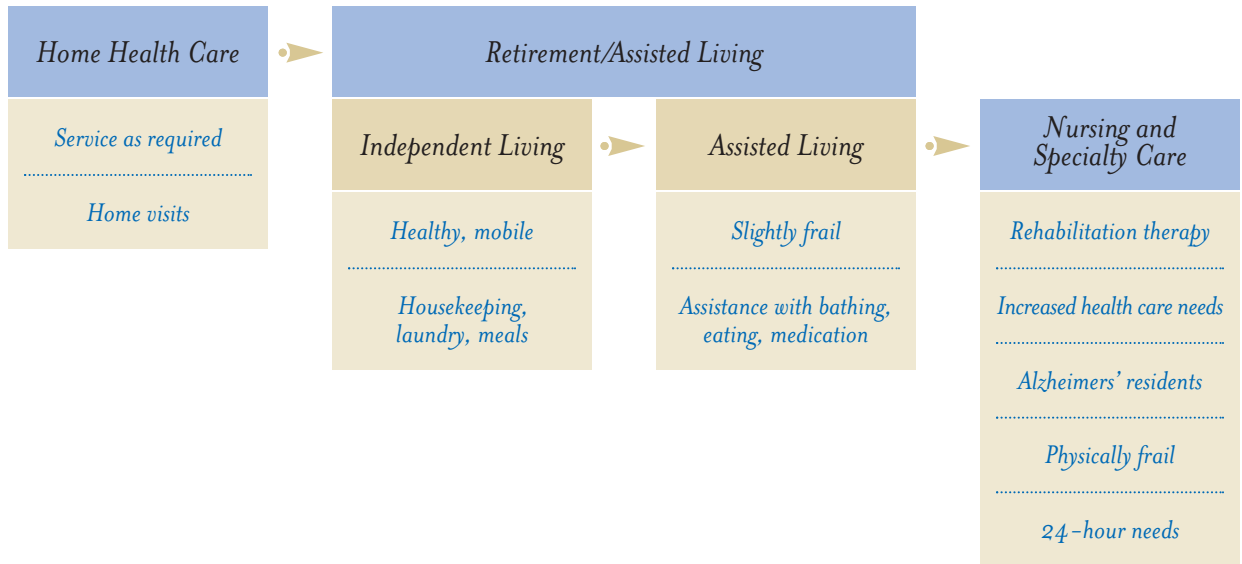 Home Health Care
Service as required
Home visits
Retirement/Assisted Living
Independent Living
Healthy, mobile
Housekeeping,
laundry, meals
Assisted Living
Slightly frail
Assistance with bathing,
eating, medication
Nursing and
Specialty Care
Rehabilitation therapy
Increased health care needs
Alzheimers’ residents
Physically frail
24-hour needs